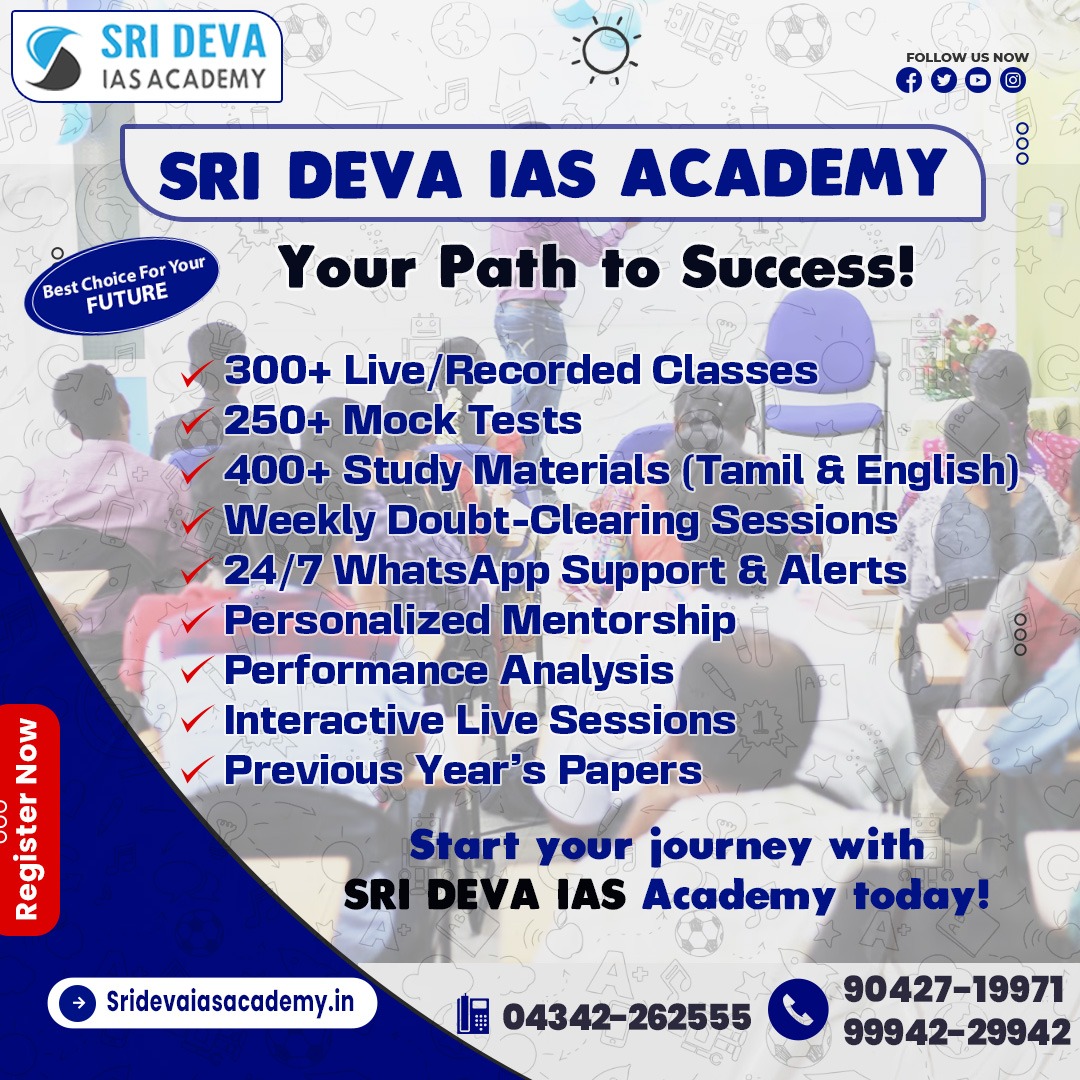 SRI DEVA
IAS ACADEMY
FOLLOW US NOW
SRI DEVA IAS ACADEMY
Best Choice For Your
FUTURE
Your Path to Success!
300+ Live/Recorded Classes
250+ Mock Tests
400+ Study Materials (Tamil & English)
Weekly Doubt-Clearing Sessions
24/7 WhatsApp Support & Alerts
Personalized Mentorship
Performance Analysis
Interactive Live Sessions
Previous Year's Papers
Register Now
Start your journey with
SRI DEVA IAS Academy today!
Sridevaiasacademy.in
04342-262555
90427-19971
99942-29942